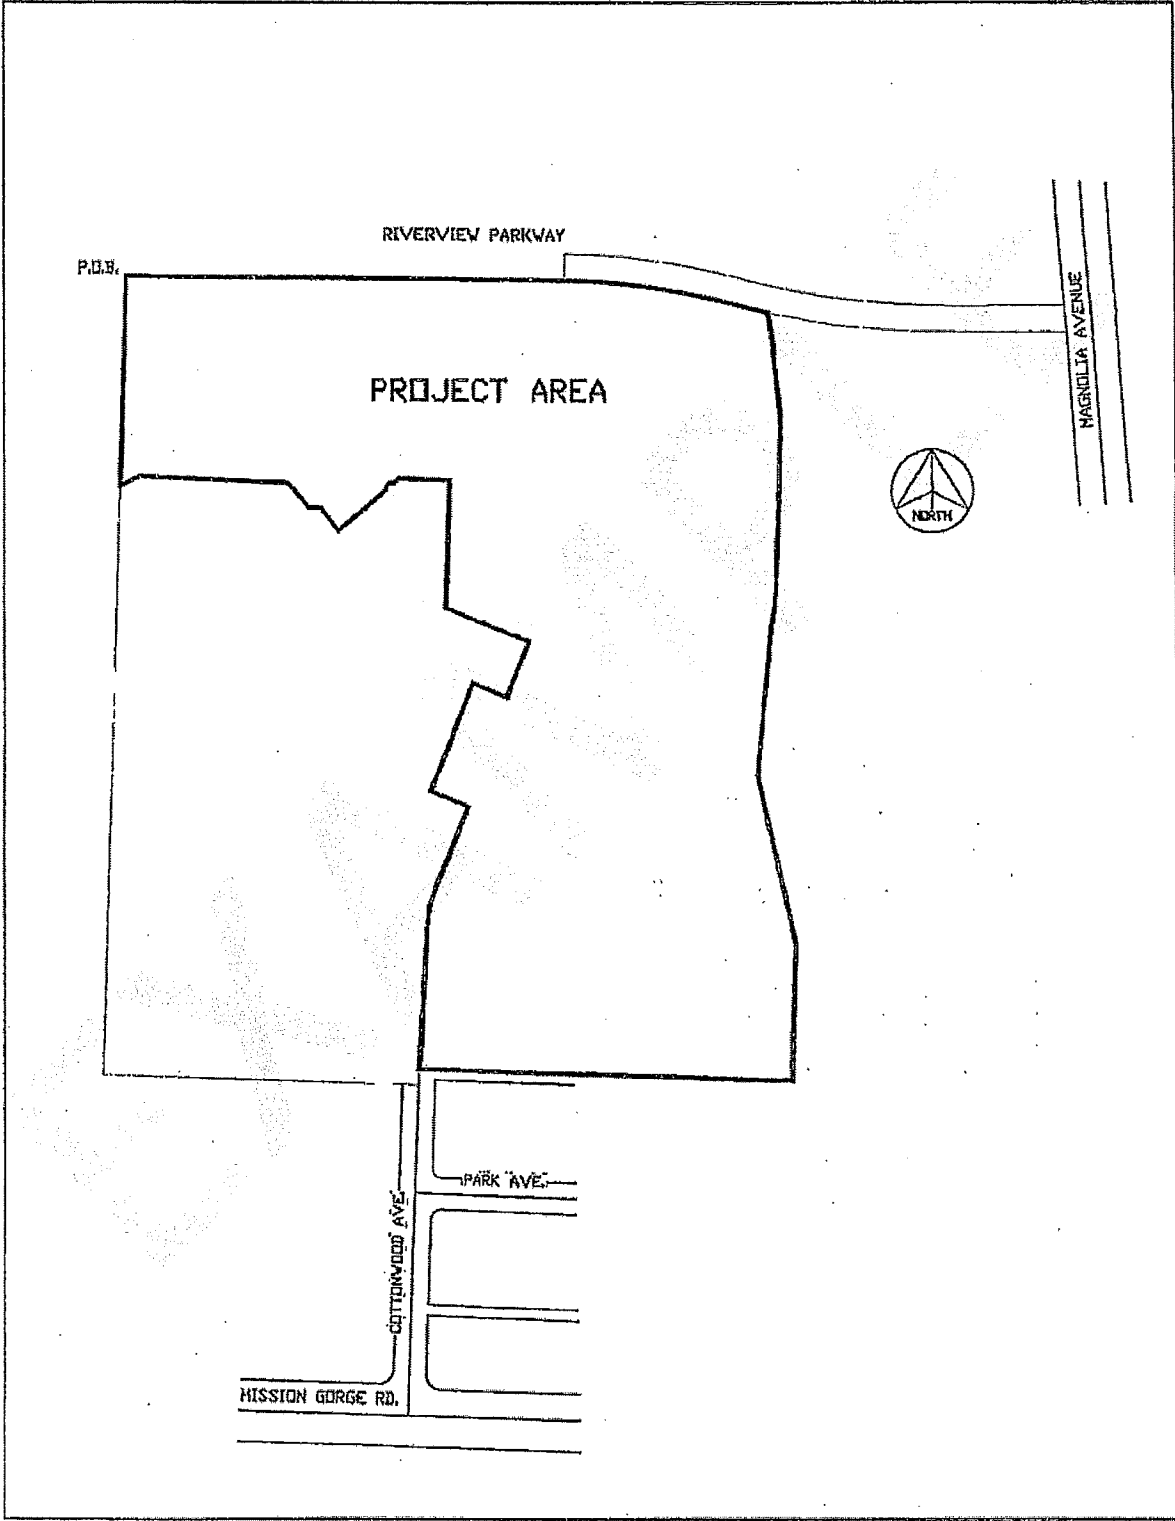 RIVERVIEW PARKWAY
P.O.B.
MAGNOLIA AVENUE
PROJECT AREA
NORTH
PARK AVE.
COTTONWOOD AVE.
MISSION GORGE RD.